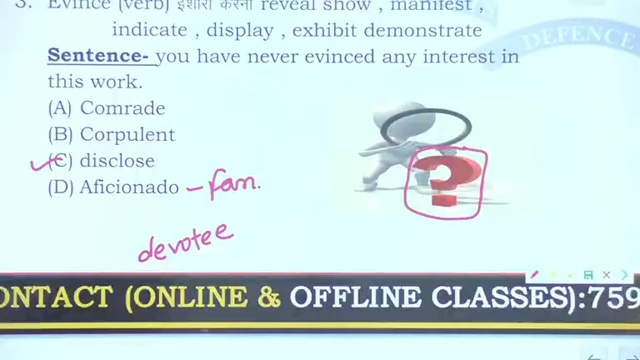 3. Evince (verb) इशारा करना reveal show , manifest ,
indicate , display , exhibit demonstrate
Sentence- you have never evinced any interest in
this work.
(A) Comrade
(B) Corpulent
(C) disclose
(D) Aficionado – fan.
devotee
DEFENCE
?
ONTACT (ONLINE & OFFLINE CLASSES):759